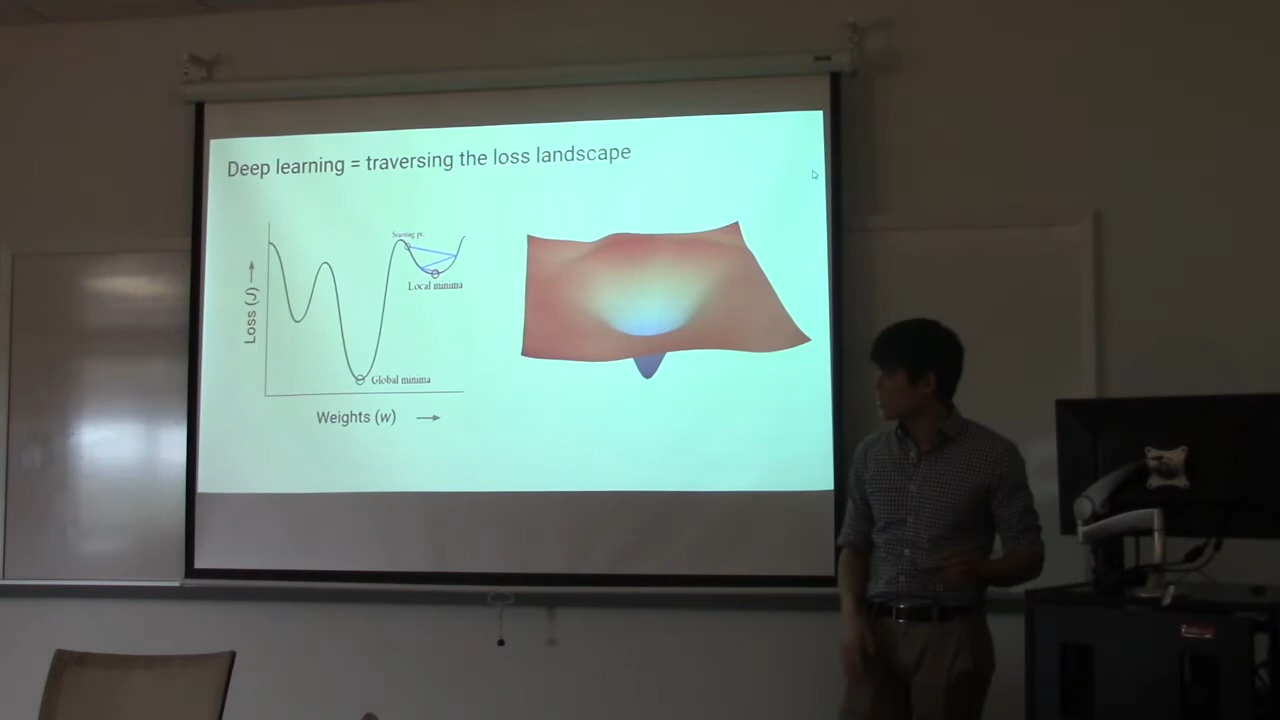 Deep learning = traversing the loss landscape
Starting pt.
Local minima
Loss (J)
Global minima
Weights (w)